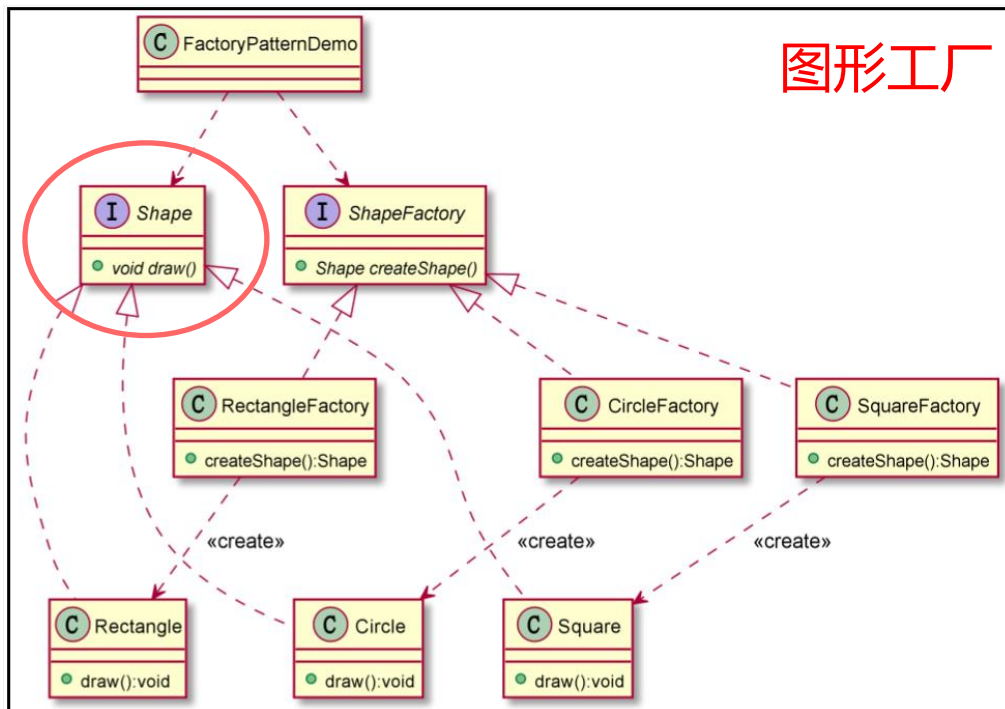 C FactoryPatternDemo
图形工厂
I Shape
void draw()
I ShapeFactory
Shape createShape()
C RectangleFactory
createShape():Shape
C CircleFactory
createShape():Shape
C SquareFactory
createShape():Shape
«create»
«create»
«create»
C Rectangle
draw():void
C Circle
draw():void
C Square
draw():void